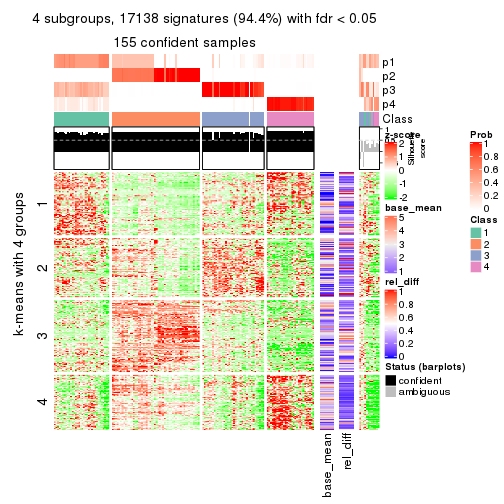 4 subgroups, 17138 signatures (94.4%) with fdr < 0.05
155 confident samples
p1
p2
p3
p4
Class
Silhouette
score
k-means with 4 groups
1
2
3
4
base_mean
rel_diff
z-score
2
1
0
-1
-2
base_mean
5
4
3
2
1
rel_diff
1
0.8
0.6
0.4
0.2
0
Status (barplots)
confident
ambiguous
Prob
1
0.8
0.6
0.4
0.2
0
Class
1
2
3
4